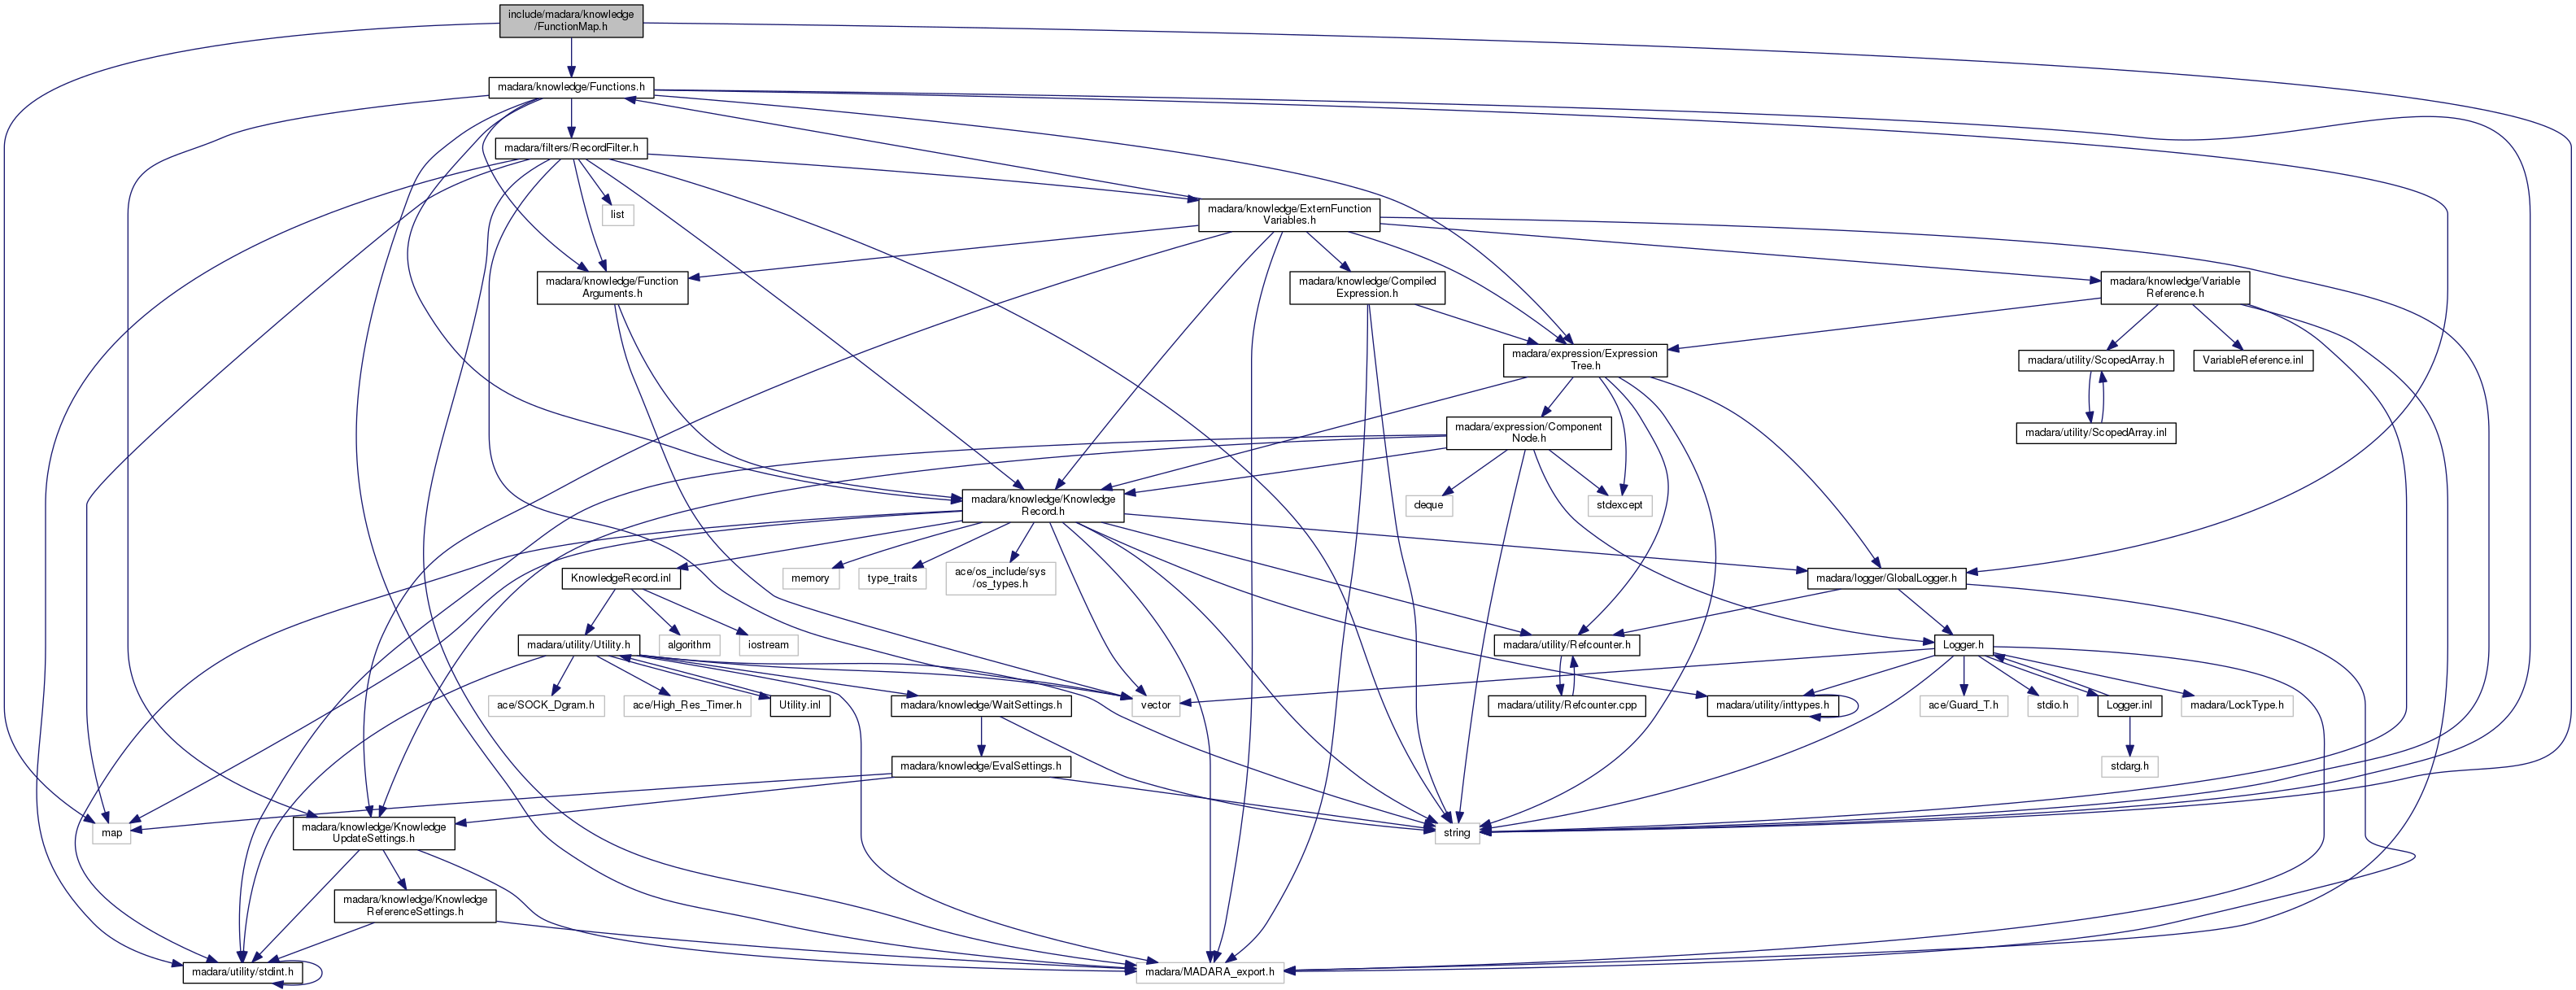 include/madara/knowledge
/FunctionMap.h
madara/knowledge/Functions.h
madara/filters/RecordFilter.h
list
madara/knowledge/ExternFunction
Variables.h
madara/knowledge/Function
Arguments.h
madara/knowledge/Compiled
Expression.h
madara/knowledge/Variable
Reference.h
madara/expression/Expression
Tree.h
madara/utility/ScopedArray.h
VariableReference.inl
madara/expression/Component
Node.h
madara/utility/ScopedArray.inl
madara/knowledge/Knowledge
Record.h
deque
stdexcept
KnowledgeRecord.inl
memory
type_traits
ace/os_include/sys
/os_types.h
madara/logger/GlobalLogger.h
madara/utility/Utility.h
algorithm
iostream
madara/utility/Refcounter.h
Logger.h
ace/SOCK_Dgram.h
ace/High_Res_Timer.h
Utility.inl
madara/knowledge/WaitSettings.h
vector
madara/utility/Refcounter.cpp
madara/utility/inttypes.h
ace/Guard_T.h
stdio.h
Logger.inl
madara/LockType.h
madara/knowledge/EvalSettings.h
stdarg.h
map
madara/knowledge/Knowledge
UpdateSettings.h
string
madara/knowledge/Knowledge
ReferenceSettings.h
madara/utility/stdint.h
madara/MADARA_export.h